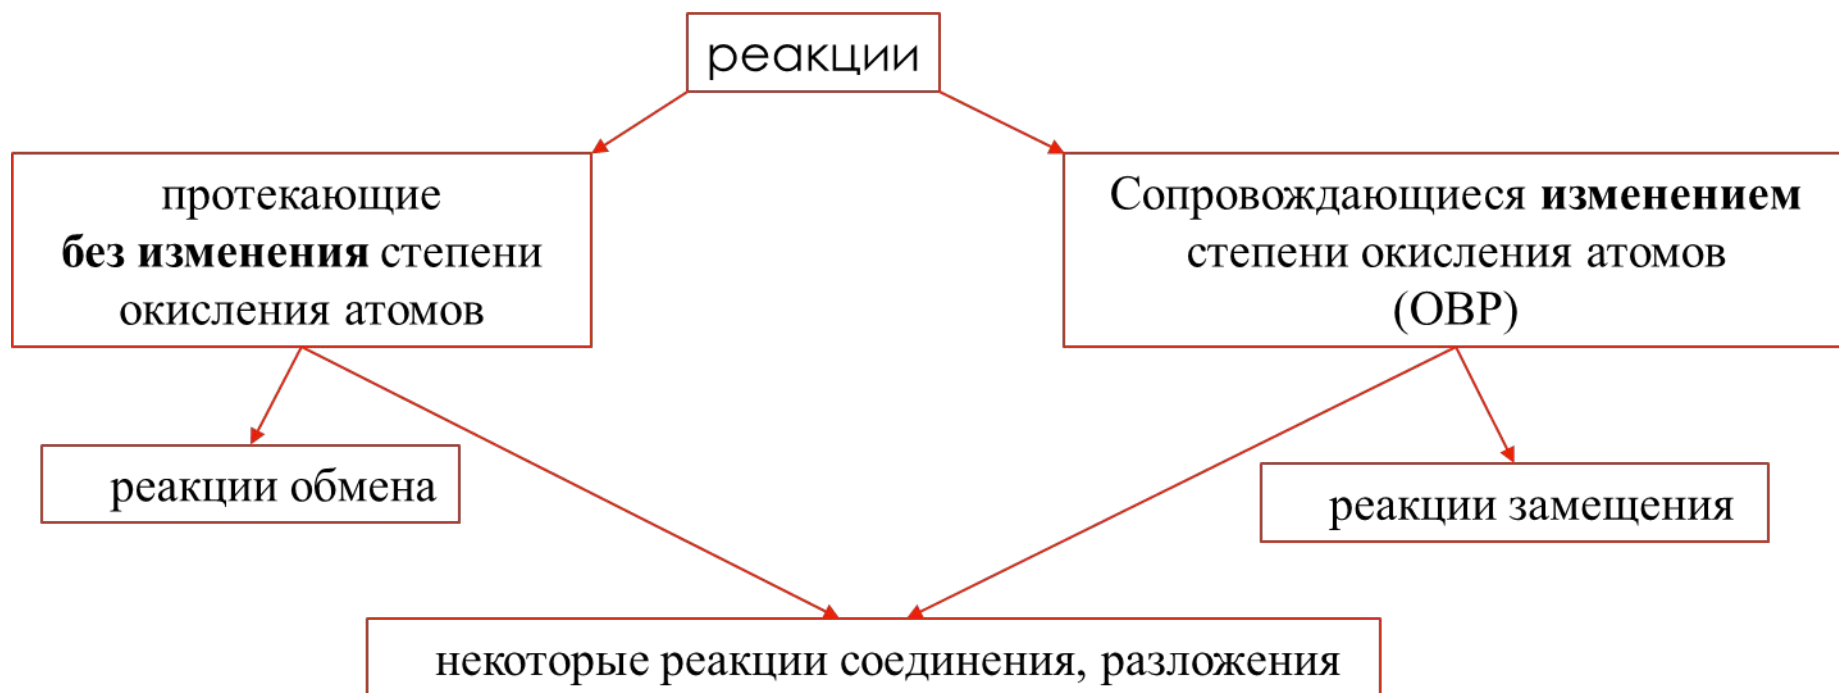 реакции
протекающие
без изменения степени
окисления атомов
Сопровождающиеся изменением
степени окисления атомов
(ОВР)
реакции обмена
реакции замещения
некоторые реакции соединения, разложения